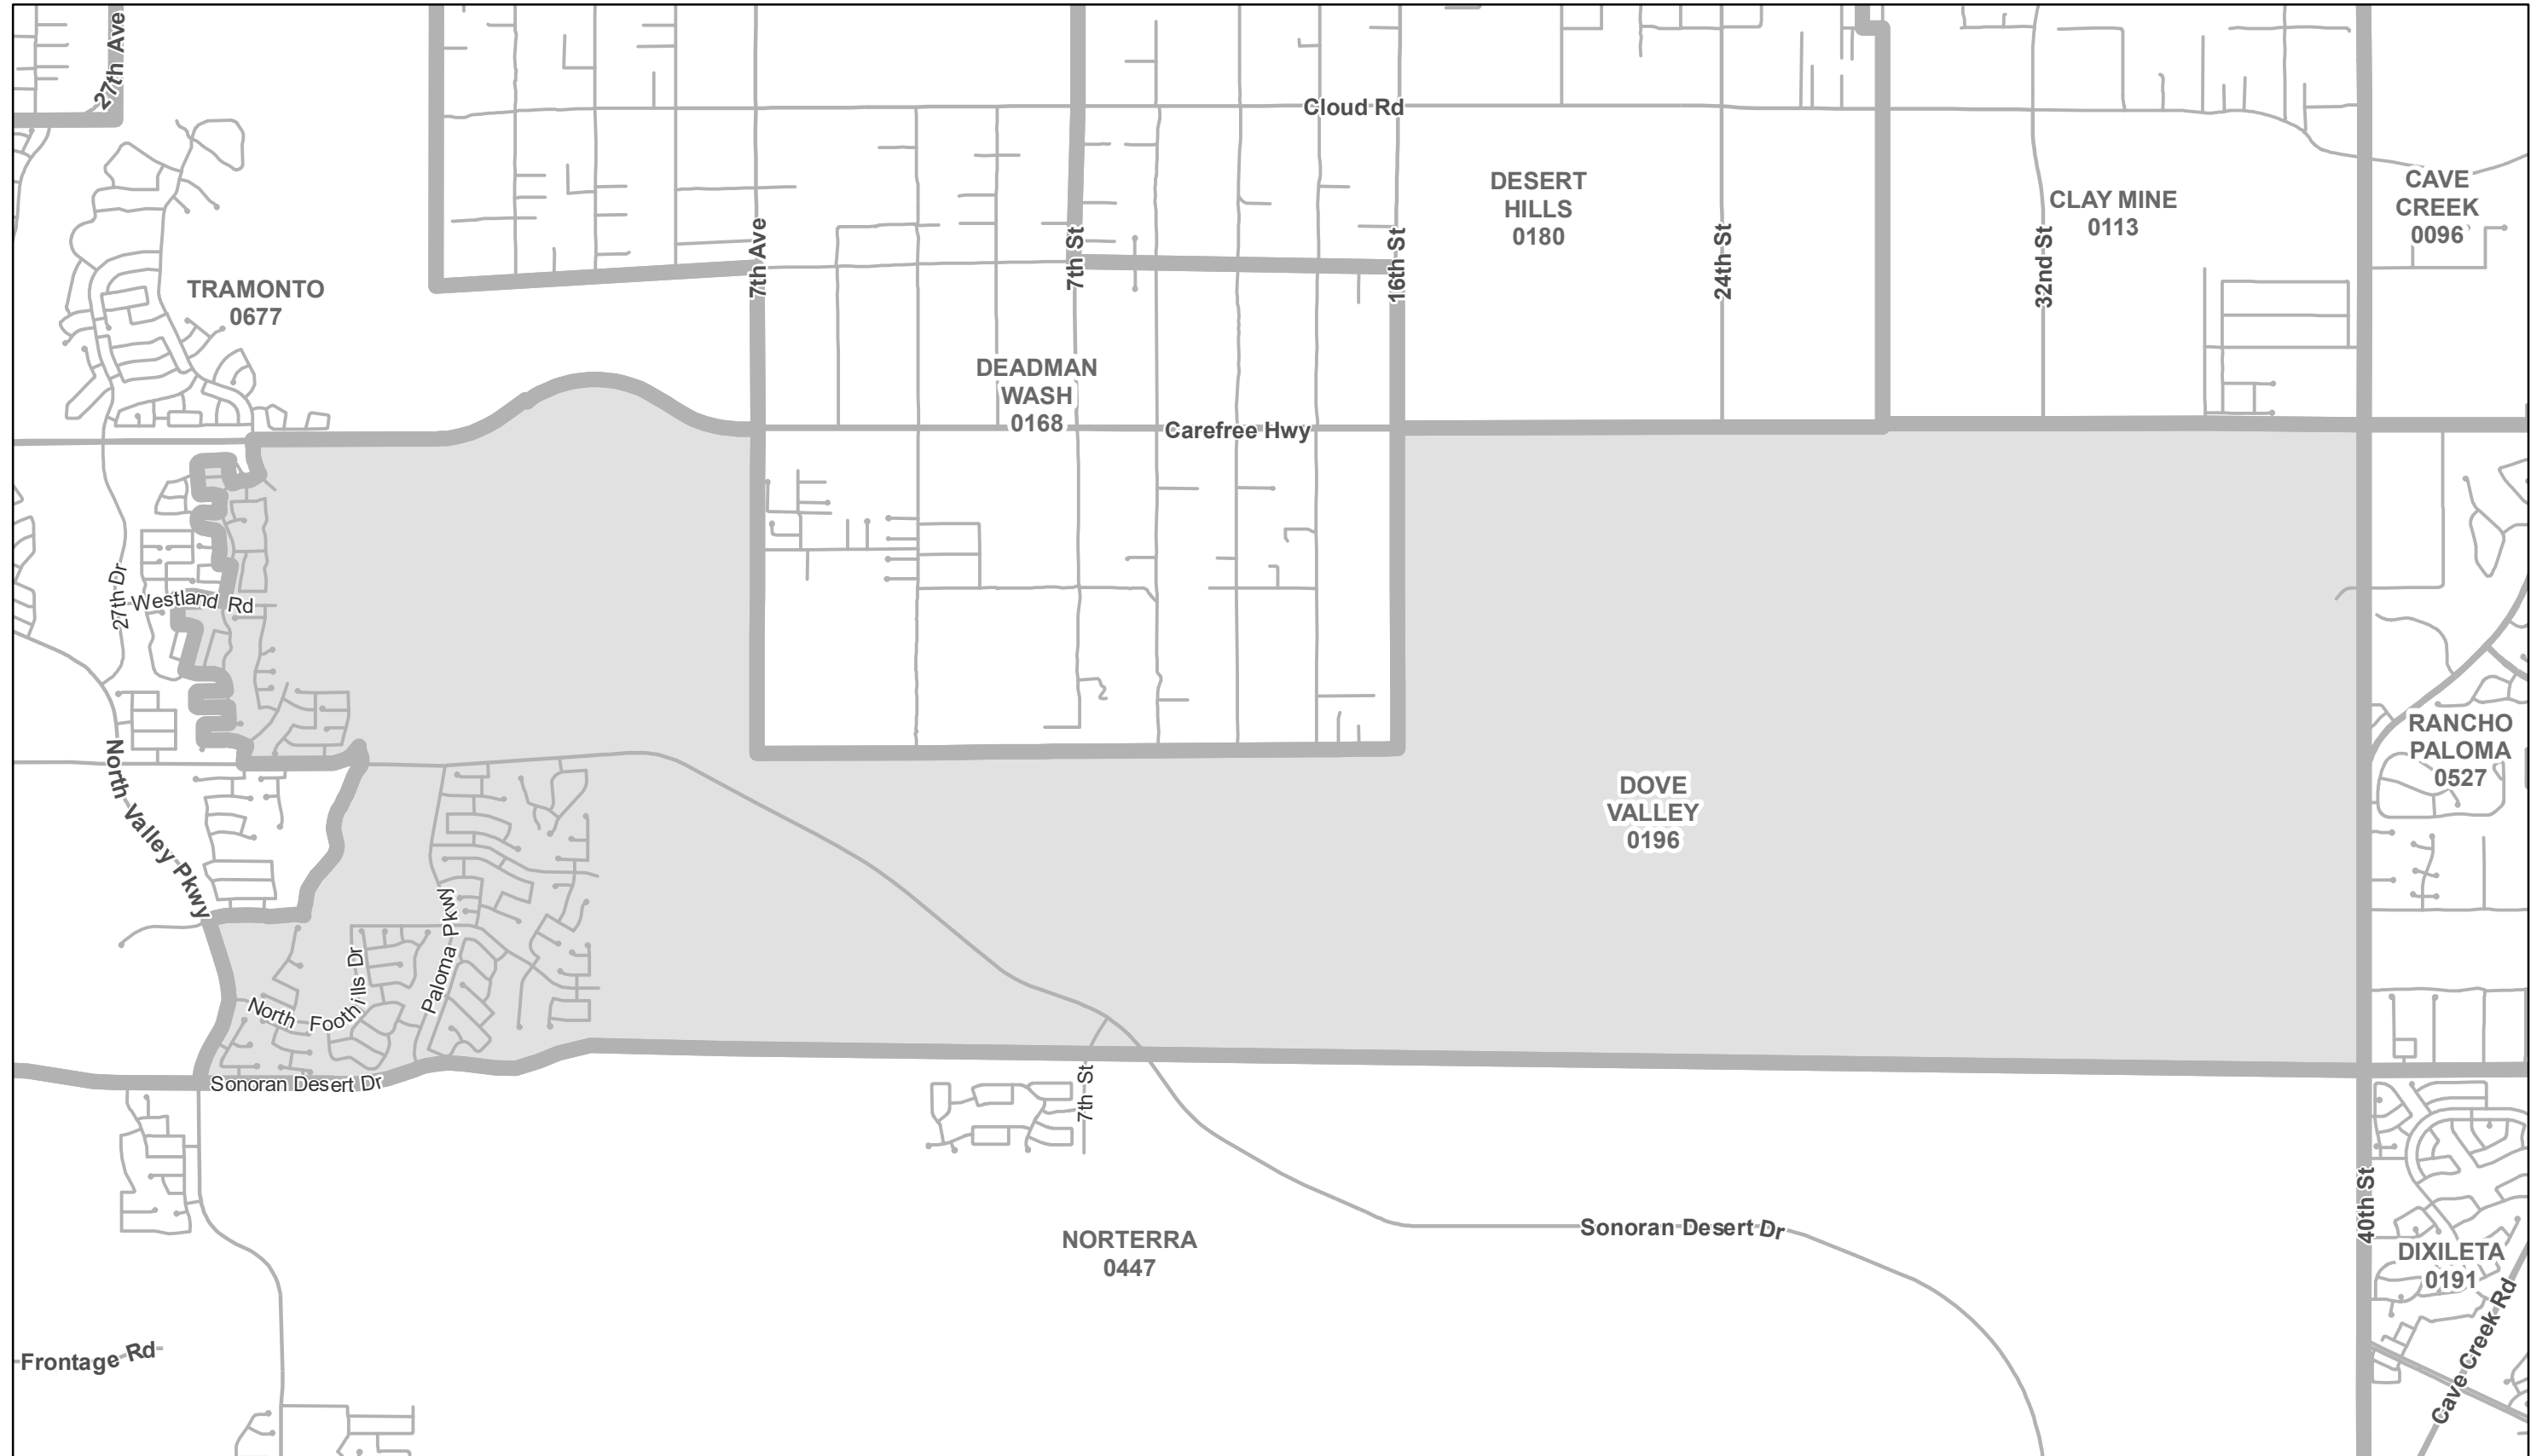 27th Ave
Cloud Rd
DESERT
HILLS
0180
CLAY MINE
0113
CAVE
CREEK
0096
7th Ave
7th St
16th St
24th St
32nd St
TRAMONTO
0677
DEADMAN
WASH
0168
Carefree Hwy
27th Dr
Westland Rd
North Valley Pkwy
RANCHO
PALOMA
0527
DOVE
VALLEY
0196
Paloma Pkwy
North Foothills Dr
Sonoran Desert Dr
7th St
40th St
Sonoran Desert Dr
NORTERRA
0447
DIXILETA
0191
Frontage Rd
Cave Creek Rd